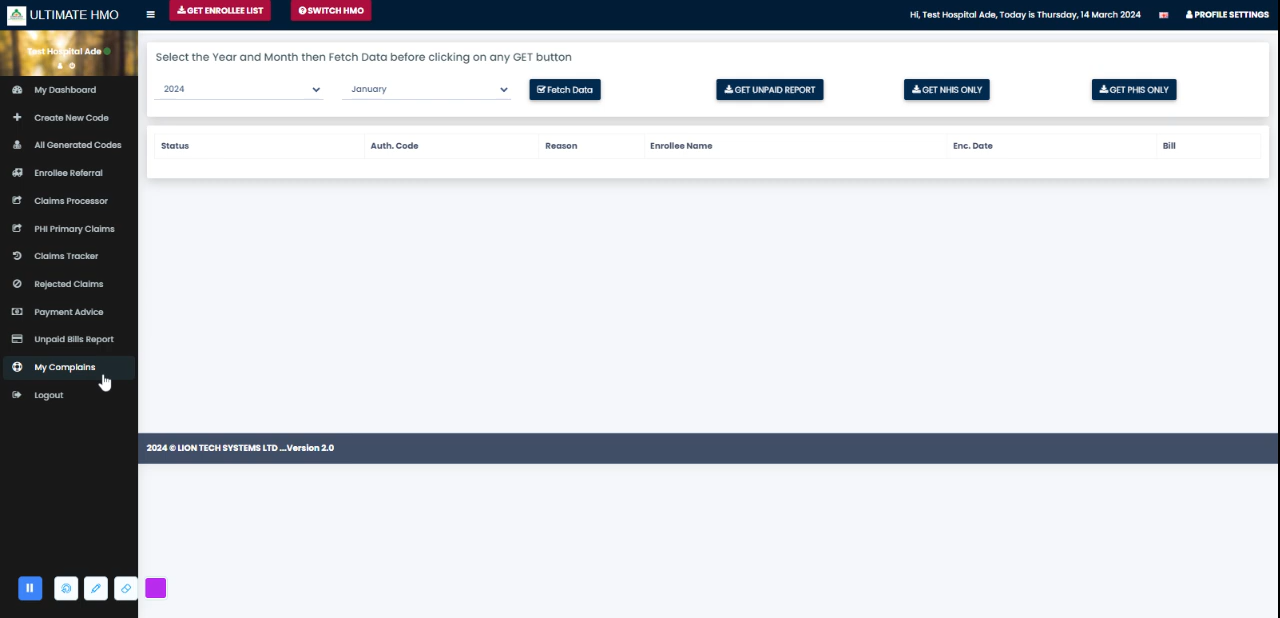 ULTIMATE HMO
GET ENROLLEE LIST
SWITCH HMO
Hi, Test Hospital Ade, Today is Thursday, 14 March 2024
PROFILE SETTINGS
Test Hospital Ade
My Dashboard
Create New Code
All Generated Codes
Enrollee Referral
Claims Processor
PHI Primary Claims
Claims Tracker
Rejected Claims
Payment Advice
Unpaid Bills Report
My Complains
Logout
Select the Year and Month then Fetch Data before clicking on any GET button
2024
January
Fetch Data
GET UNPAID REPORT
GET NHIS ONLY
GET PHIS ONLY
Status Auth. Code Reason Enrollee Name Enc. Date Bill
2024 © LION TECH SYSTEMS LTD ...Version 2.0